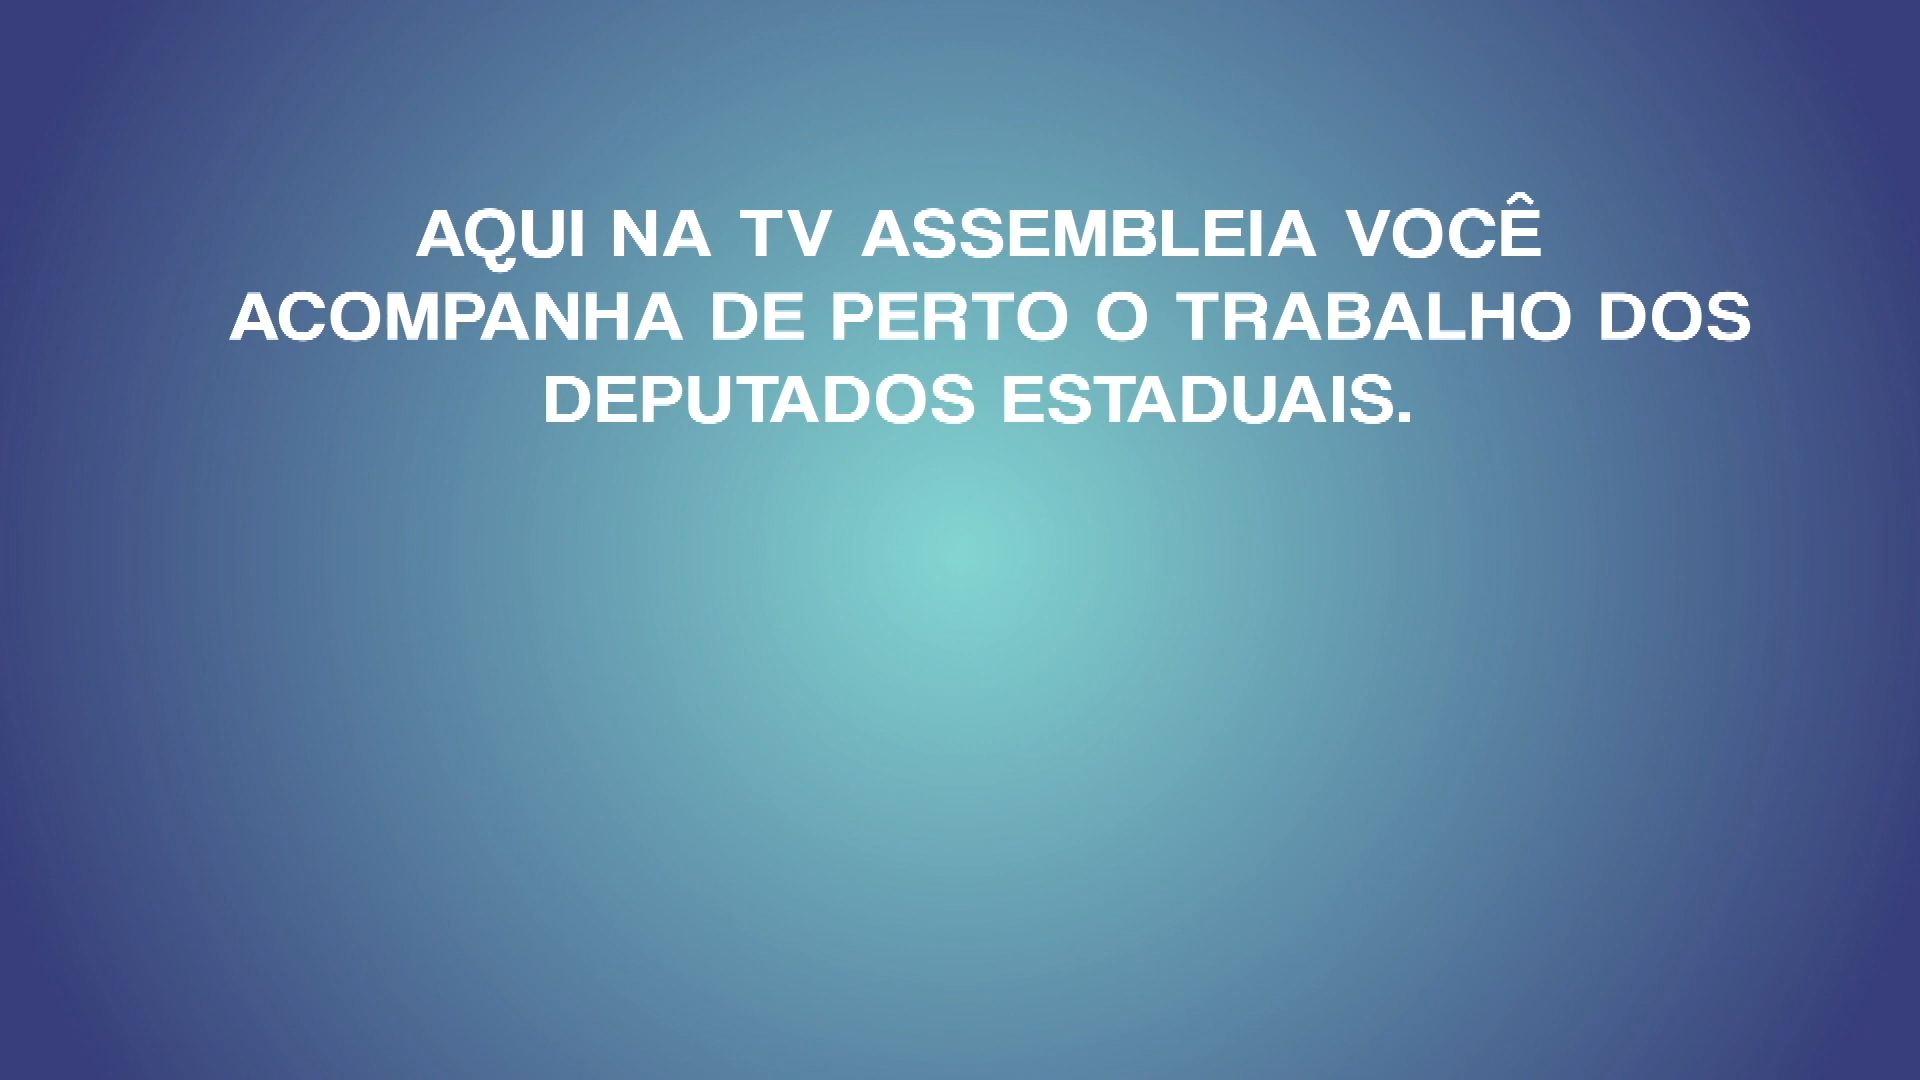 AQUI NA TV ASSEMBLEIA VOCÊ
ACOMPANHA DE PERTO O TRABALHO DOS
DEPUTADOS ESTADUAIS.